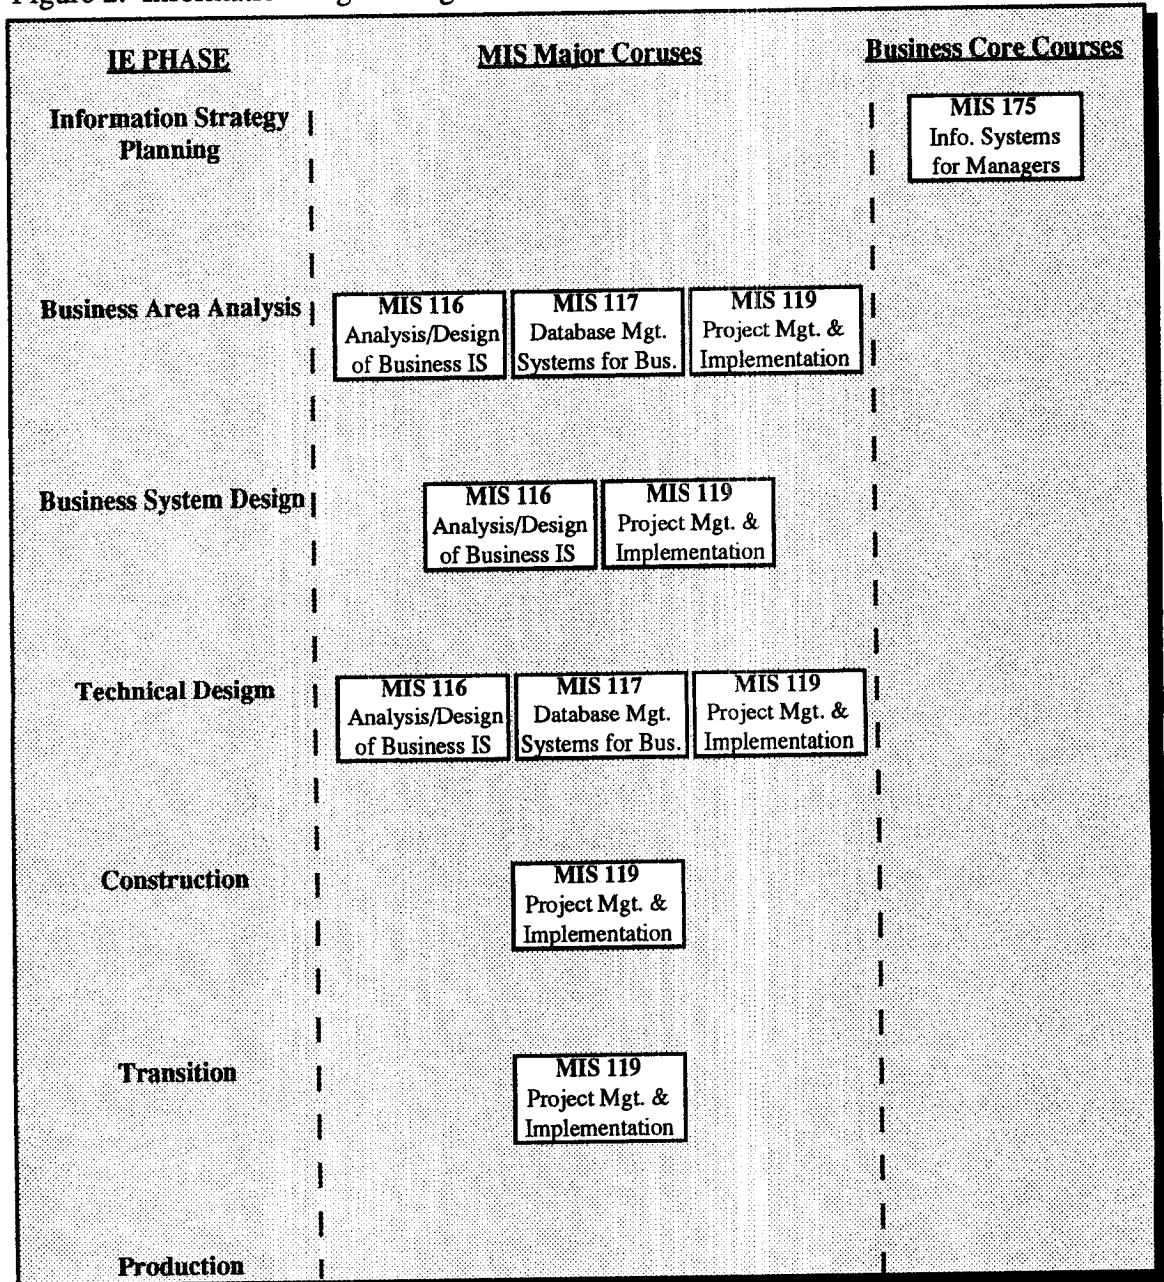 IE PHASE
MIS Major Coruses
Business Core Courses
Information Strategy
Planning
MIS 175
Info. Systems
for Managers
Business Area Analysis
MIS 116
Analysis/Design
of Business IS
MIS 117
Database Mgt.
Systems for Bus.
MIS 119
Project Mgt. &
Implementation
Business System Design
MIS 116
Analysis/Design
of Business IS
MIS 119
Project Mgt. &
Implementation
Technical Desigm
MIS 116
Analysis/Design
of Business IS
MIS 117
Database Mgt.
Systems for Bus.
MIS 119
Project Mgt. &
Implementation
Construction
MIS 119
Project Mgt. &
Implementation
Transition
MIS 119
Project Mgt. &
Implementation
Production